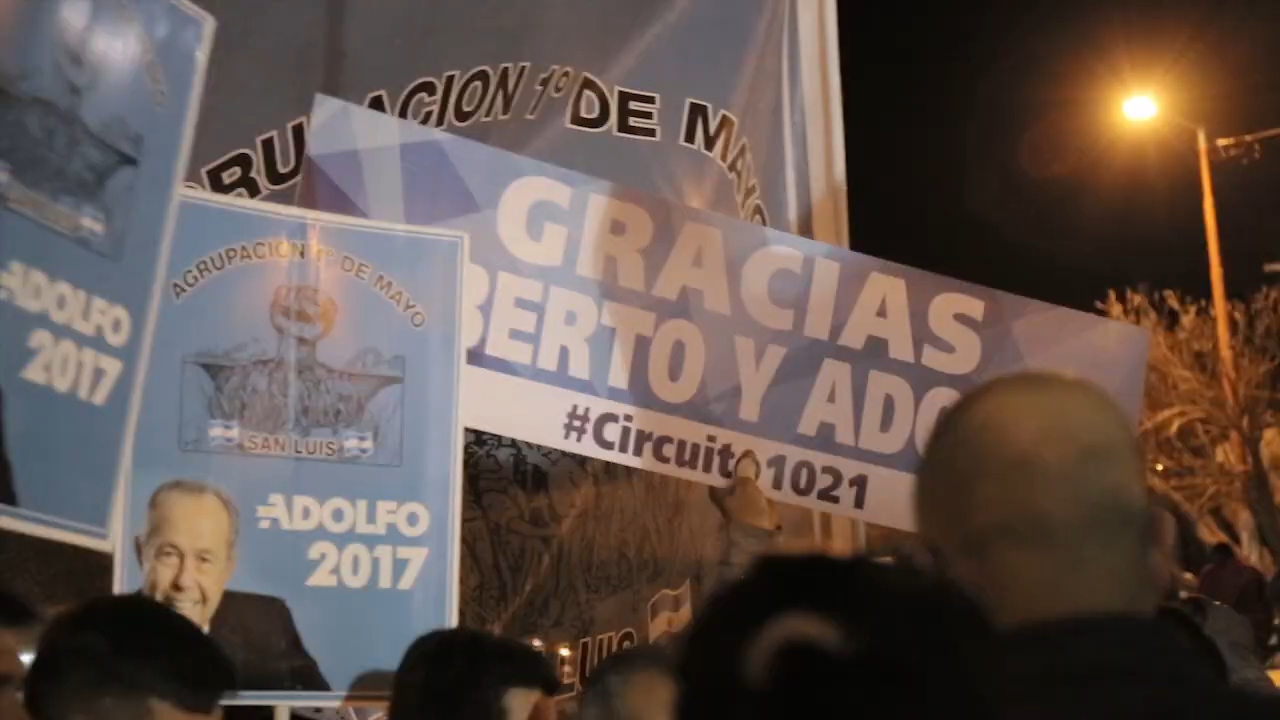 AGRUPACION 1º DE MAYO
GRACIAS
BERTO Y ADO
#Circuito 1021
ADOLFO
2017
AGRUPACION 1º DE MAYO
SAN LUIS
ADOLFO
2017
LUIS